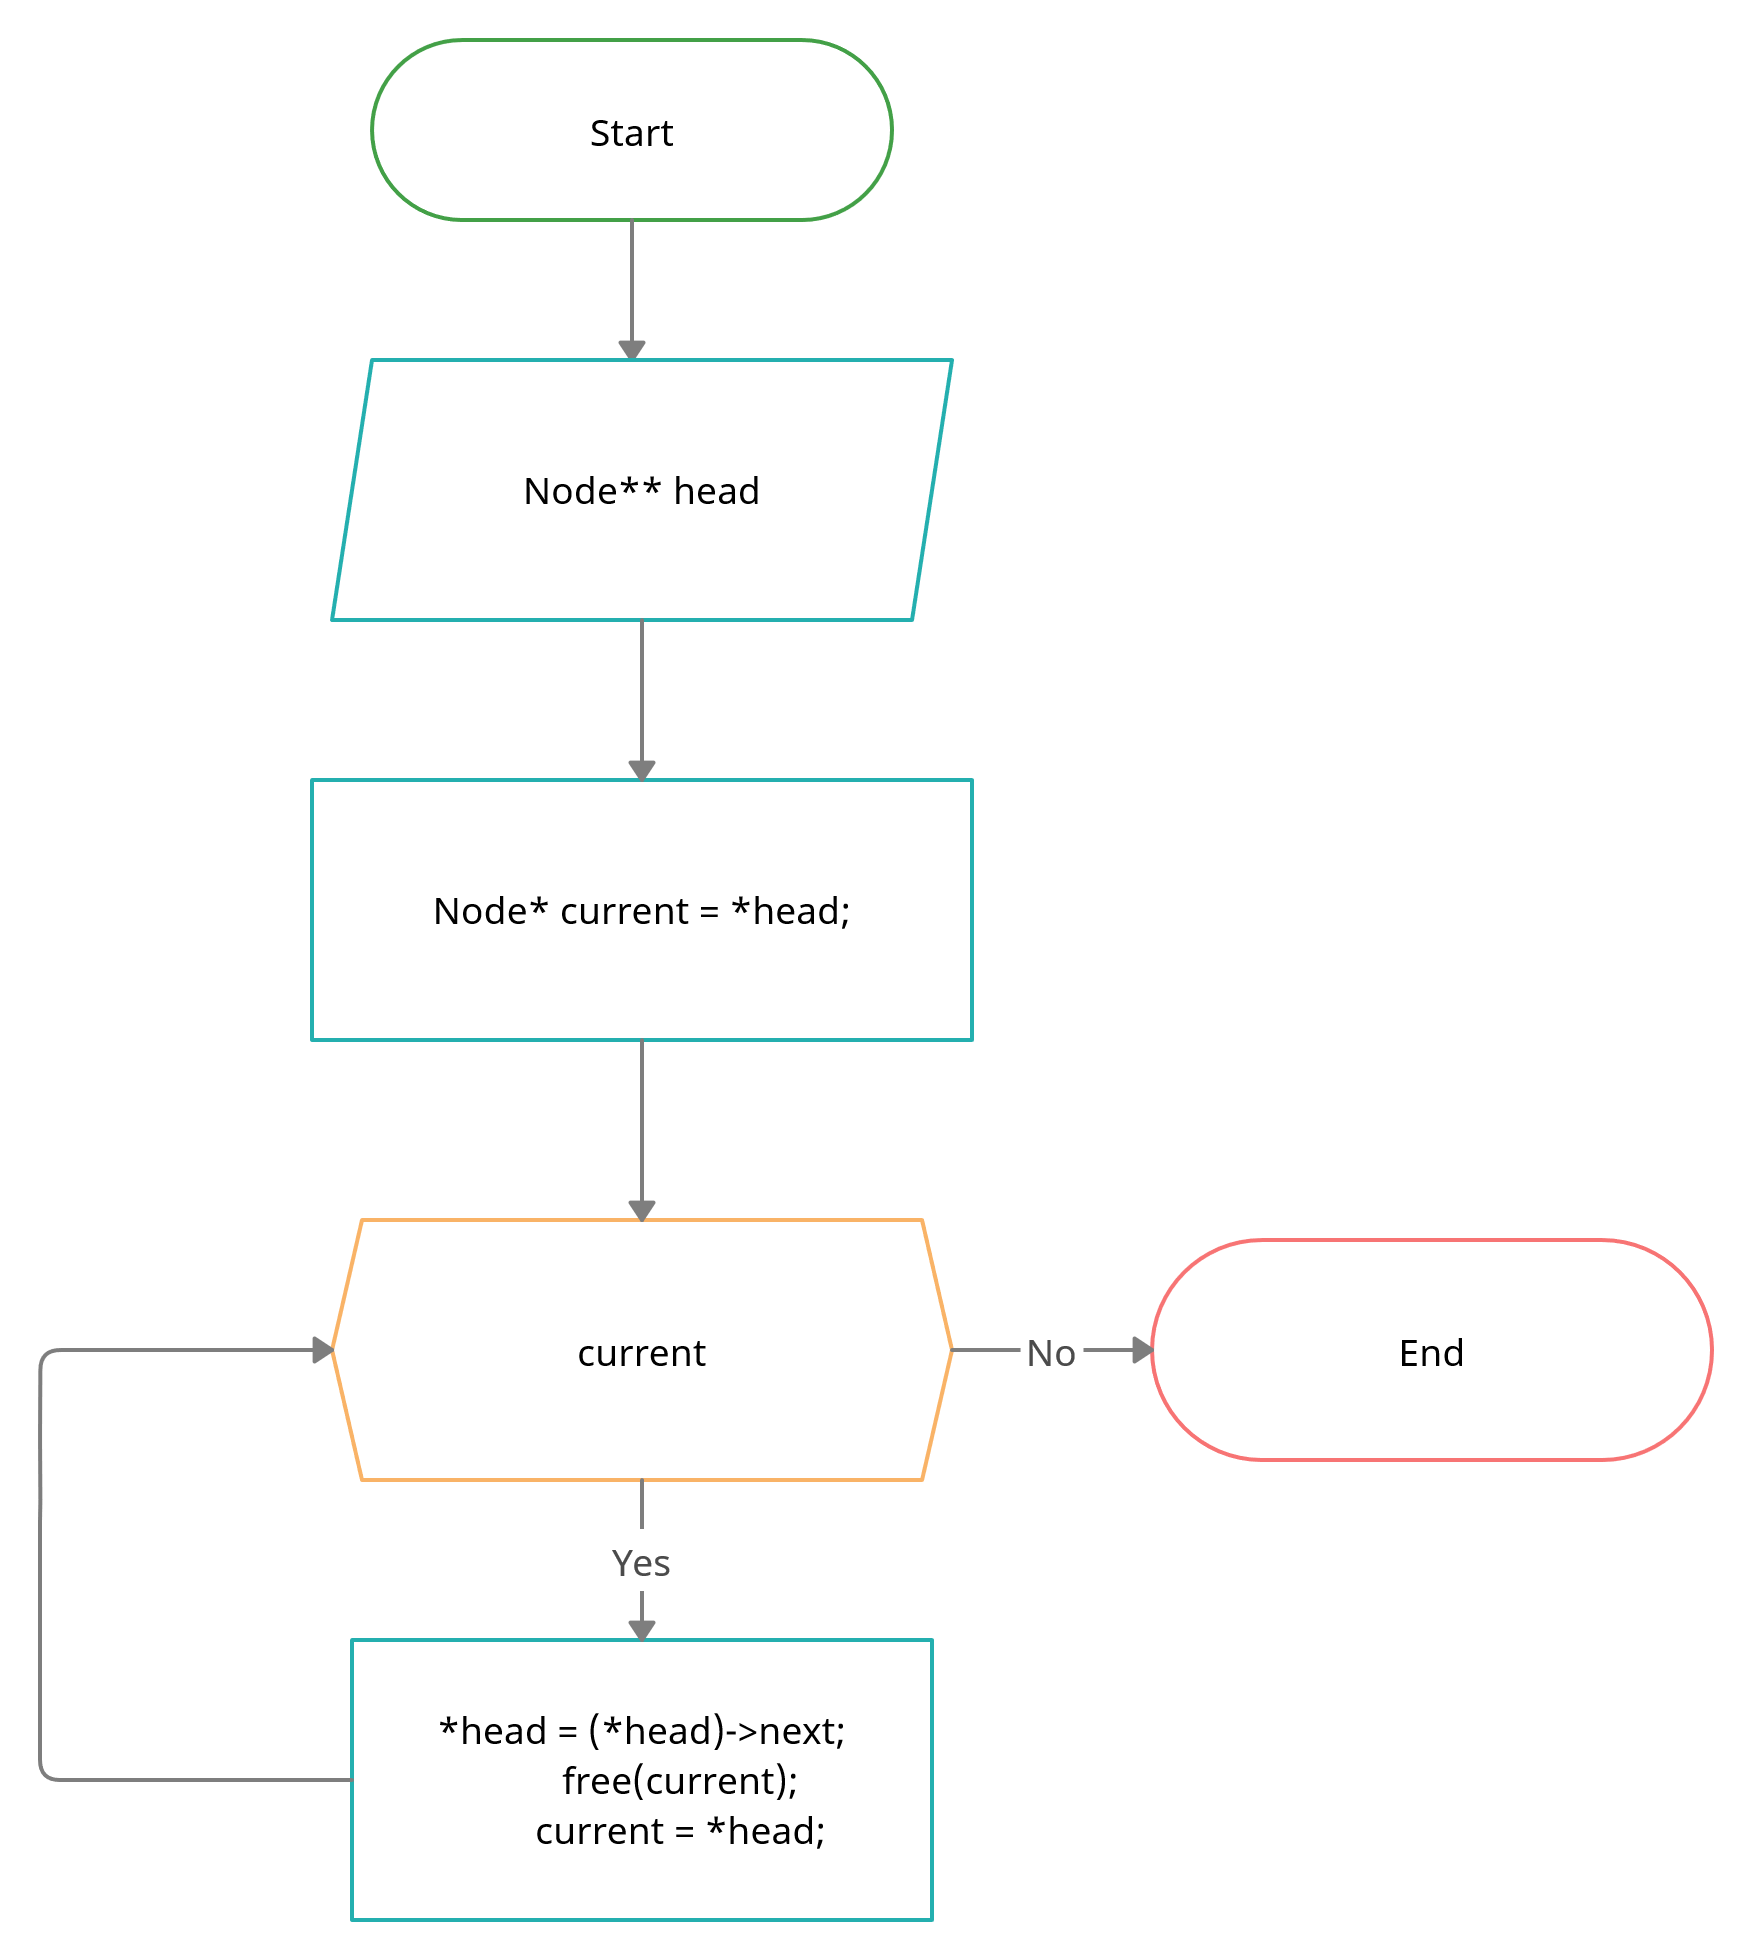 Start
Node** head
Node* current = *head;
current
No
End
Yes
*head = (*head)->next;
free(current);
current = *head;